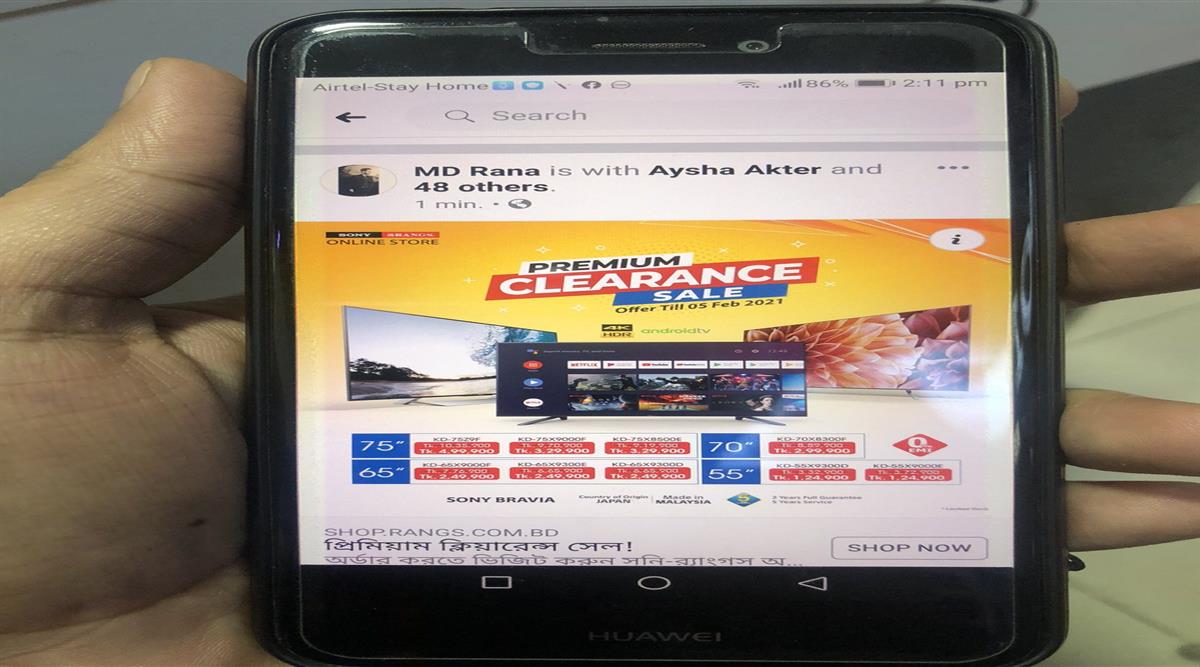 Airtel-Stay Home 86% 2:11 pm
Search
MD Rana is with Aysha Akter and
48 others.
1 min.
SONY RANGS
ONLINE STORE
PREMIUM
CLEARANCE
SALE
Offer Till 05 Feb 2021
4K
HDR androidtv
NETFLIX YouTube
75" KD-75Z9F KD-75X9000F KD-75X8500E 70" KD-70X8300F
Tk. 10,35,900 Tk. 9,70,900 Tk. 9,19,900 Tk. 8,59,900
Tk. 4,99,900 Tk. 3,29,900 Tk. 3,29,900 Tk. 2,99,900
0%
EMI
65" KD-65X9000F KD-65X9300E KD-65X9300D 55" KD-55X9300D KD-55X9000E
Tk. 7,76,900 Tk. 6,65,900 Tk. 6,65,900 Tk. 3,32,900 Tk. 3,12,900
Tk. 2,49,900 Tk. 2,49,900 Tk. 2,49,900 Tk. 1,24,900 Tk. 1,24,900
SONY BRAVIA Country of Origin Made in 5 2 Years Full Guarantee
JAPAN MALAYSIA 5 Years Service
* Limited Stock
SHOP.RANGS.COM.BD
প্রিমিয়াম ক্লিয়ারেন্স সেল!
অর্ডার করতে ভিজিট করুন সনি-র‍্যাংগস অ...
SHOP NOW
HUAWEI